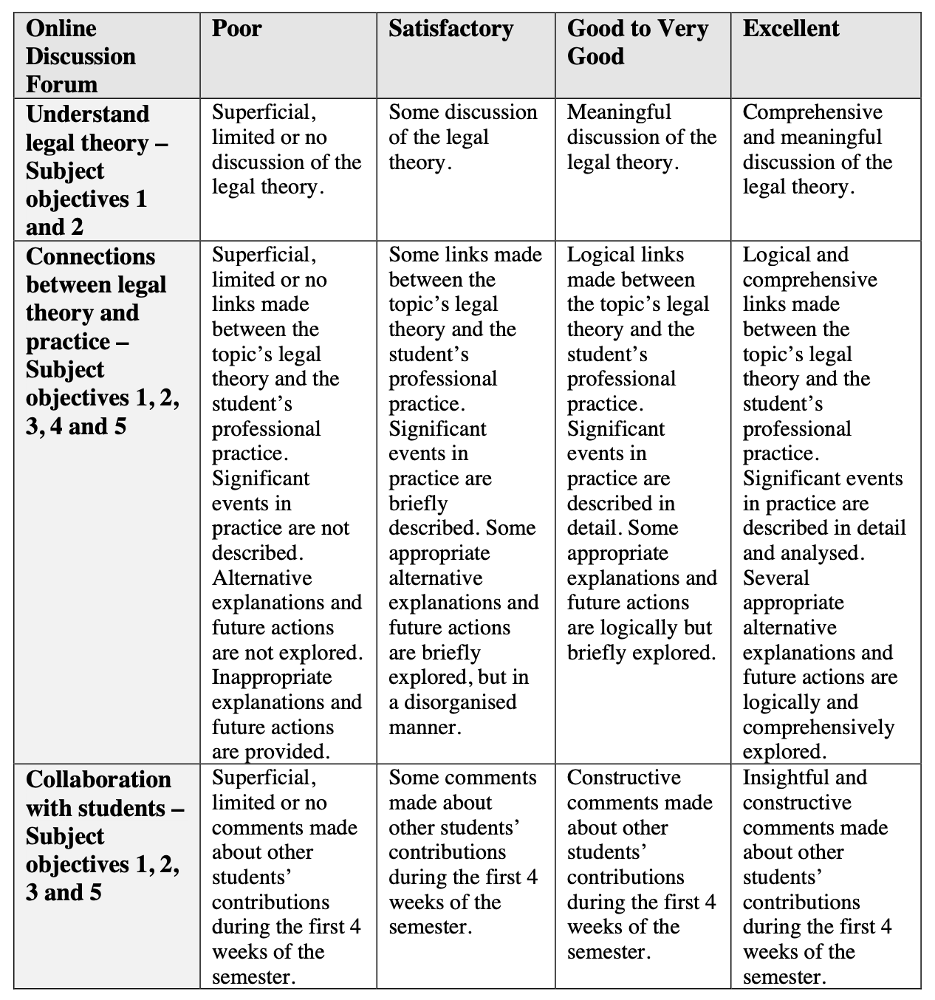 Online
Discussion
Forum
Poor
Satisfactory
Good to Very
Good
Excellent
Understand
legal theory –
Subject
objectives 1
and 2
Superficial,
limited or no
discussion of the
legal theory.
Some discussion
of the legal
theory.
Meaningful
discussion of the
legal theory.
Comprehensive
and meaningful
discussion of the
legal theory.
Connections
between legal
theory and
practice –
Subject
objectives 1, 2,
3, 4 and 5
Superficial,
limited or no
links made
between the
topic’s legal
theory and the
student’s
professional
practice.
Significant
events in
practice are not
described.
Alternative
explanations and
future actions
are not explored.
Inappropriate
explanations and
future actions
are provided.
Some links made
between the
topic’s legal
theory and the
student’s
professional
practice.
Significant
events in
practice are
briefly
described. Some
appropriate
alternative
explanations and
future actions
are briefly
explored, but in
a disorganised
manner.
Logical links
made between
the topic’s legal
theory and the
student’s
professional
practice.
Significant
events in
practice are
described in
detail. Some
appropriate
explanations and
future actions
are logically but
briefly explored.
Logical and
comprehensive
links made
between the
topic’s legal
theory and the
student’s
professional
practice.
Significant events
in practice are
described in detail
and analysed.
Several
appropriate
alternative
explanations and
future actions are
logically and
comprehensively
explored.
Collaboration
with students –
Subject
objectives 1, 2,
3 and 5
Superficial,
limited or no
comments made
about other
students’
contributions
during the first 4
weeks of the
semester.
Some comments
made about
other students’
contributions
during the first 4
weeks of the
semester.
Constructive
comments made
about other
students’
contributions
during the first 4
weeks of the
semester.
Insightful and
constructive
comments made
about other
students’
contributions
during the first 4
weeks of the
semester.